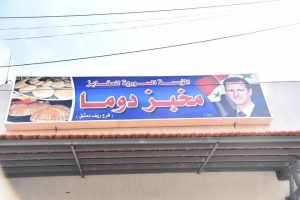 المؤسسة السورية للمخابز
مخبز دوما
( فرع ريف دمشق )